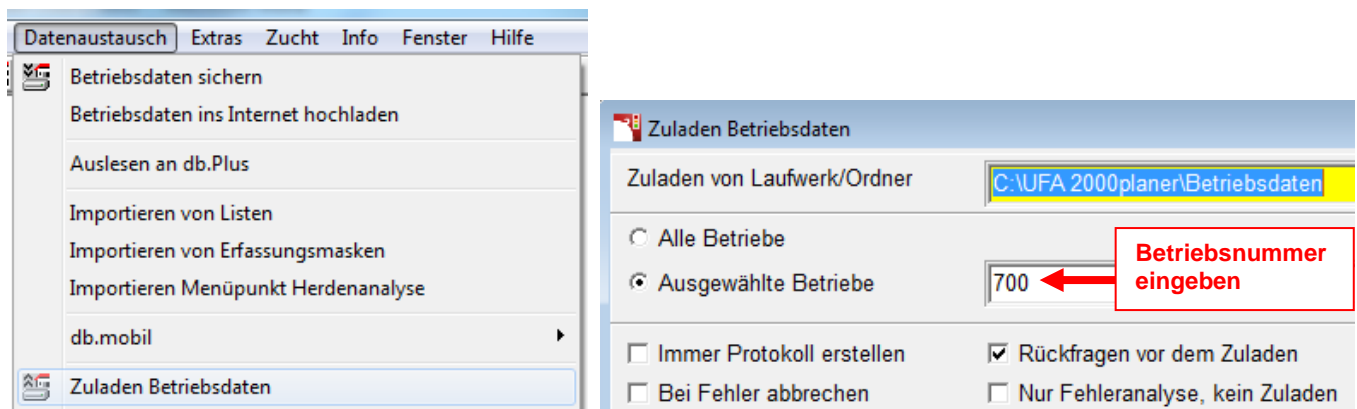 Datenaustausch Extras Zucht Info Fenster Hilfe
Betriebsdaten sichern
Betriebsdaten ins Internet hochladen
Auslesen an db.Plus
Importieren von Listen
Importieren von Erfassungsmasken
Importieren Menüpunkt Herdenanalyse
db.mobil
Zuladen Betriebsdaten
Zuladen Betriebsdaten
Zuladen von Laufwerk/Ordner C:\UFA 2000planer\Betriebsdaten
Alle Betriebe
Ausgewählte Betriebe 700
Betriebsnummer
eingeben
Immer Protokoll erstellen Rückfragen vor dem Zuladen
Bei Fehler abbrechen Nur Fehleranalyse, kein Zuladen